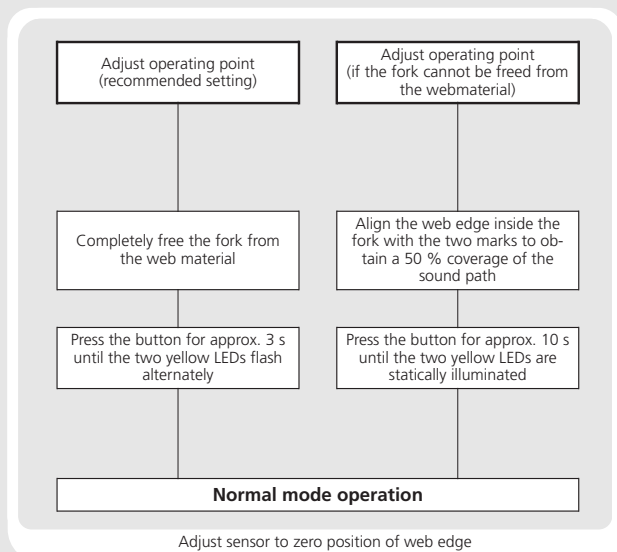 Adjust operating point
(recommended setting)
Completely free the fork from
the web material
Press the button for approx. 3 s
until the two yellow LEDs flash
alternately
Adjust operating point
(if the fork cannot be freed from
the webmaterial)
Align the web edge inside the
fork with the two marks to ob-
tain a 50 % coverage of the
sound path
Press the button for approx. 10 s
until the two yellow LEDs are
statically illuminated
Normal mode operation
Adjust sensor to zero position of web edge